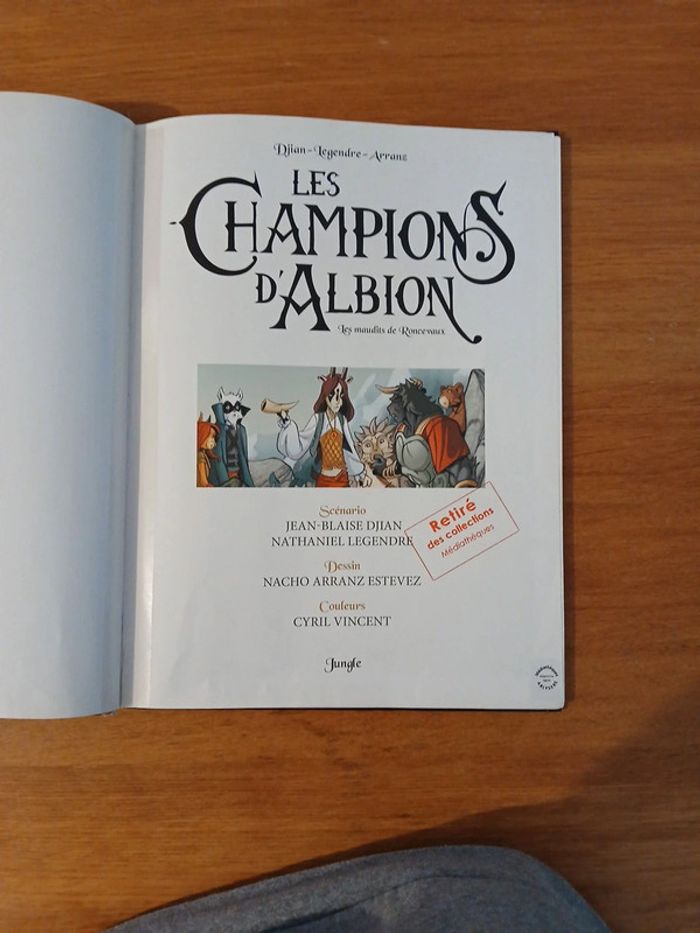 Djian - Legendre - Arranz
LES
CHAMPIONS
D'ALBION
Les maudits de Roncevaux
Scénario
JEAN-BLAISE DJIAN
NATHANIEL LEGENDRE
Retiré
des collections
Médiathèques
Dessin
NACHO ARRANZ ESTEVEZ
Couleurs
CYRIL VINCENT
Jungle